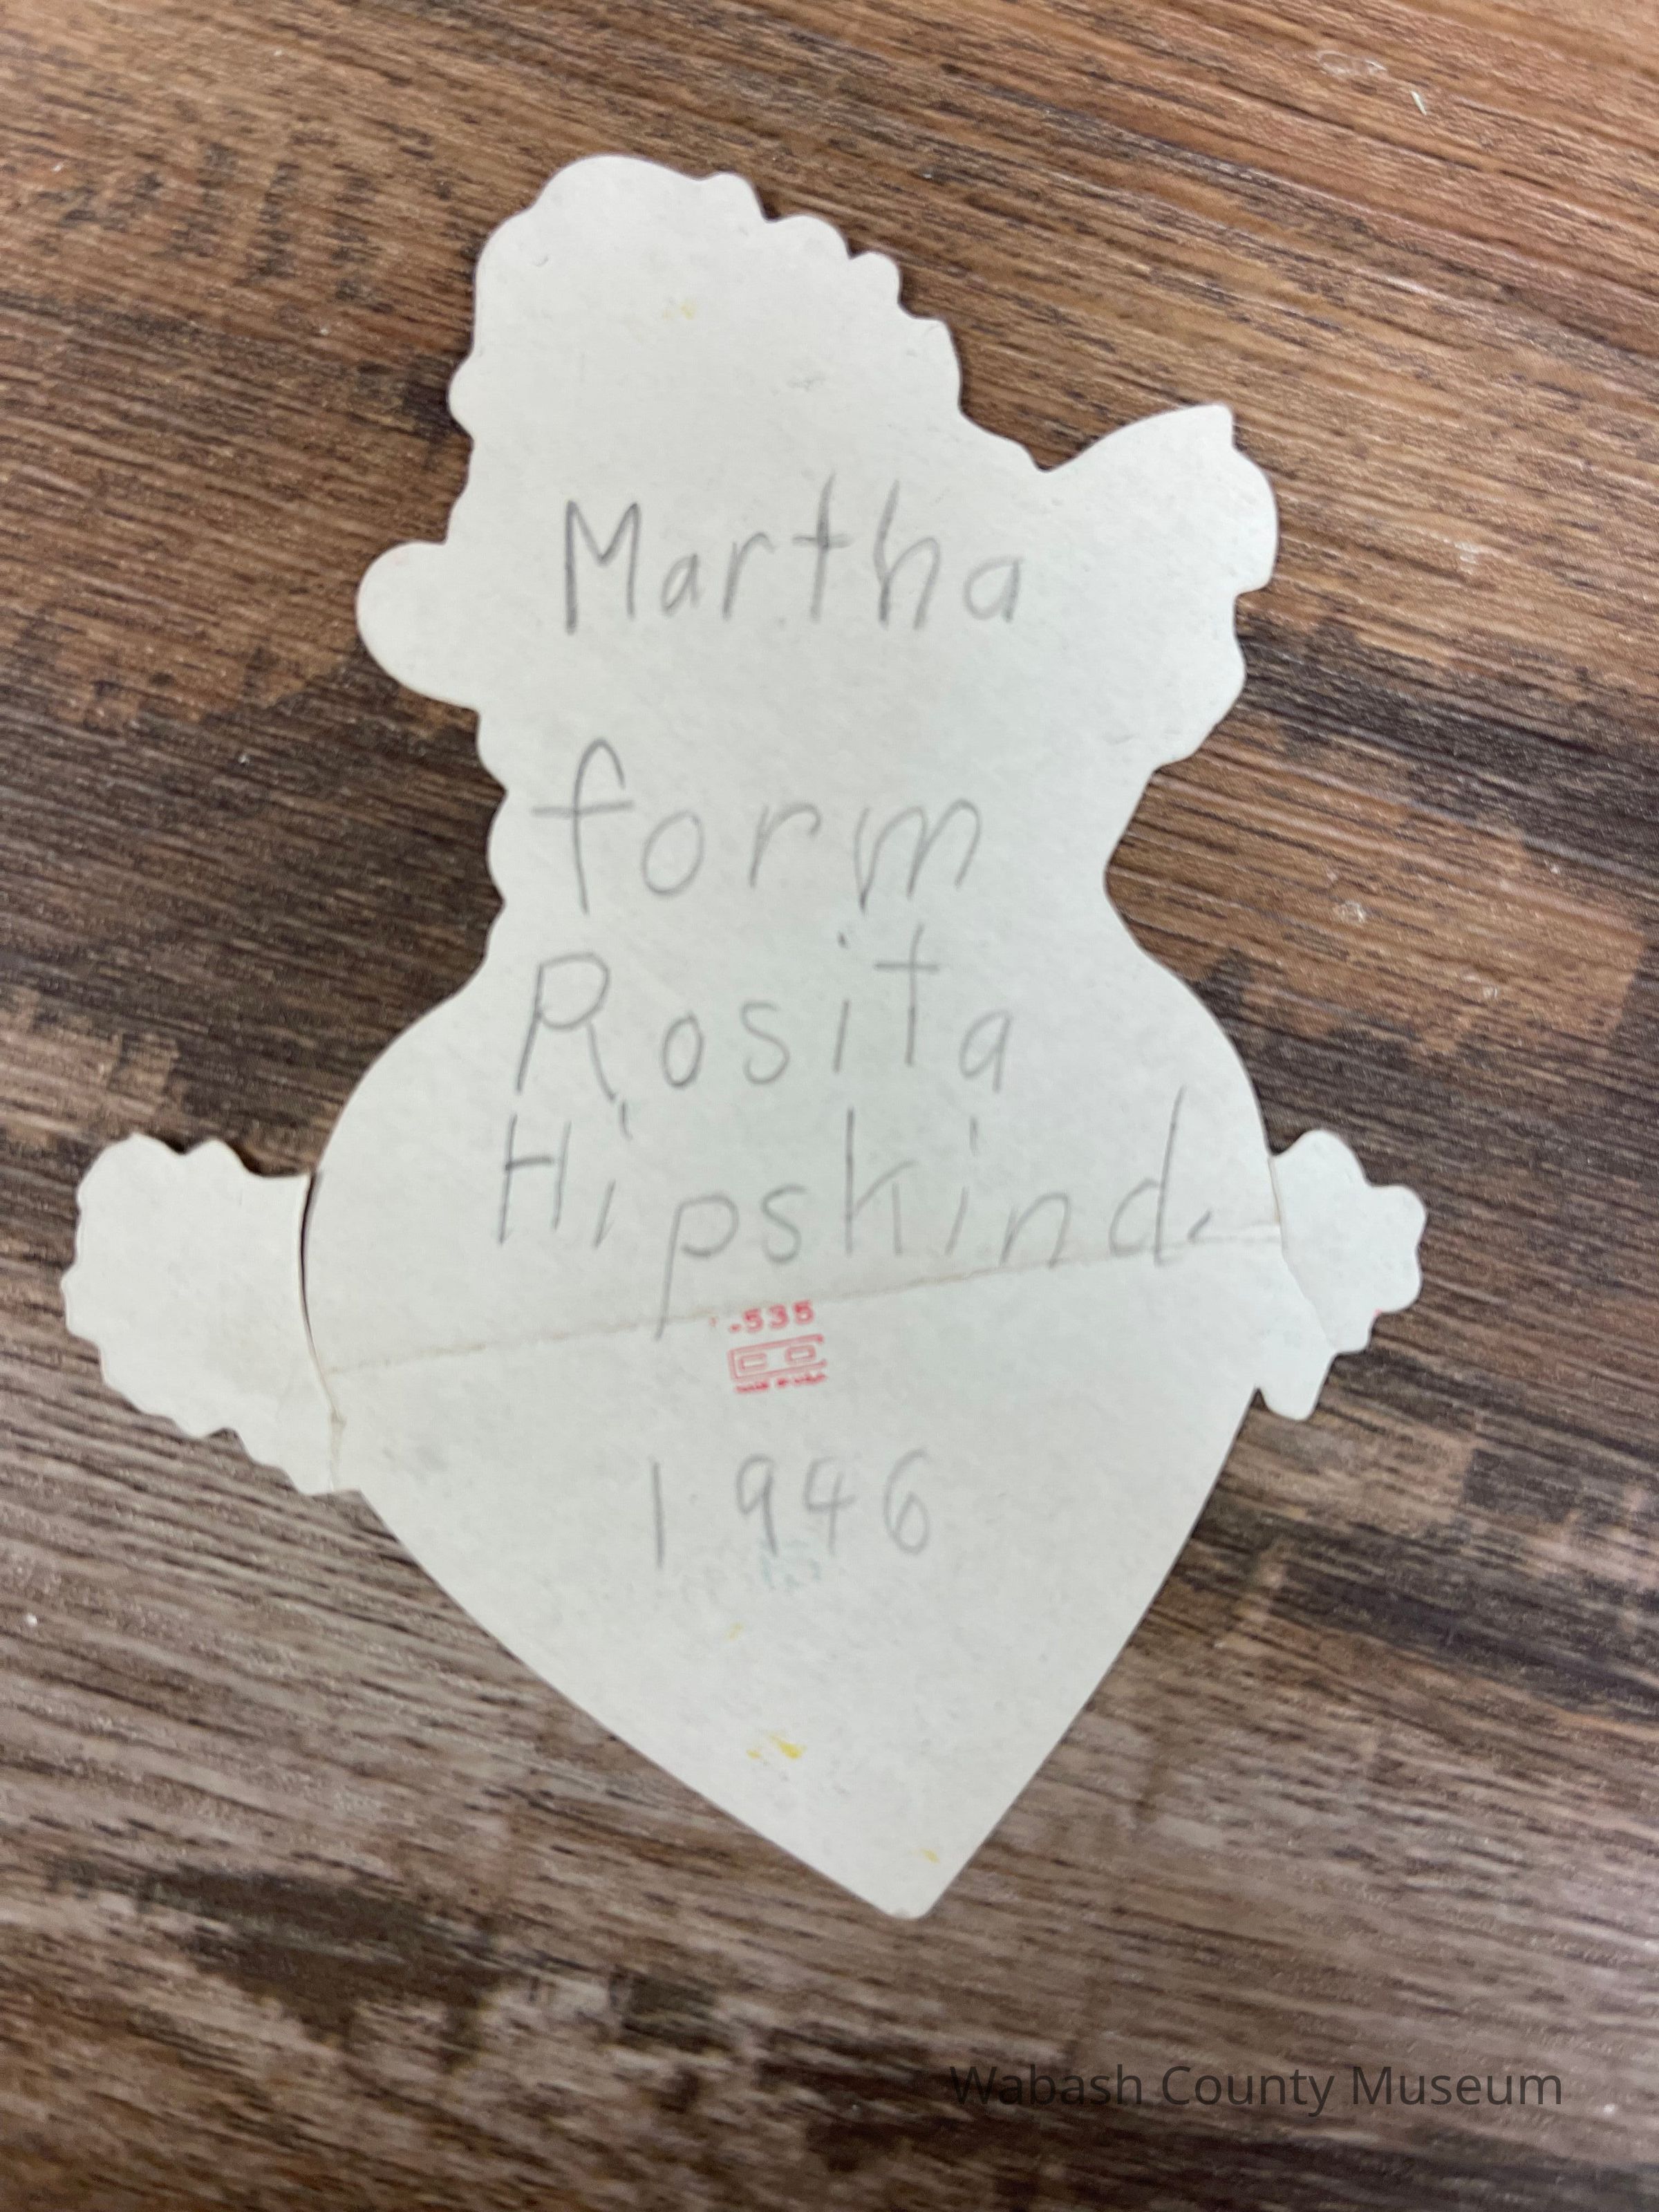 Martha
form
Rosita
Hipskind.
.535
1946
Wabash County Museum